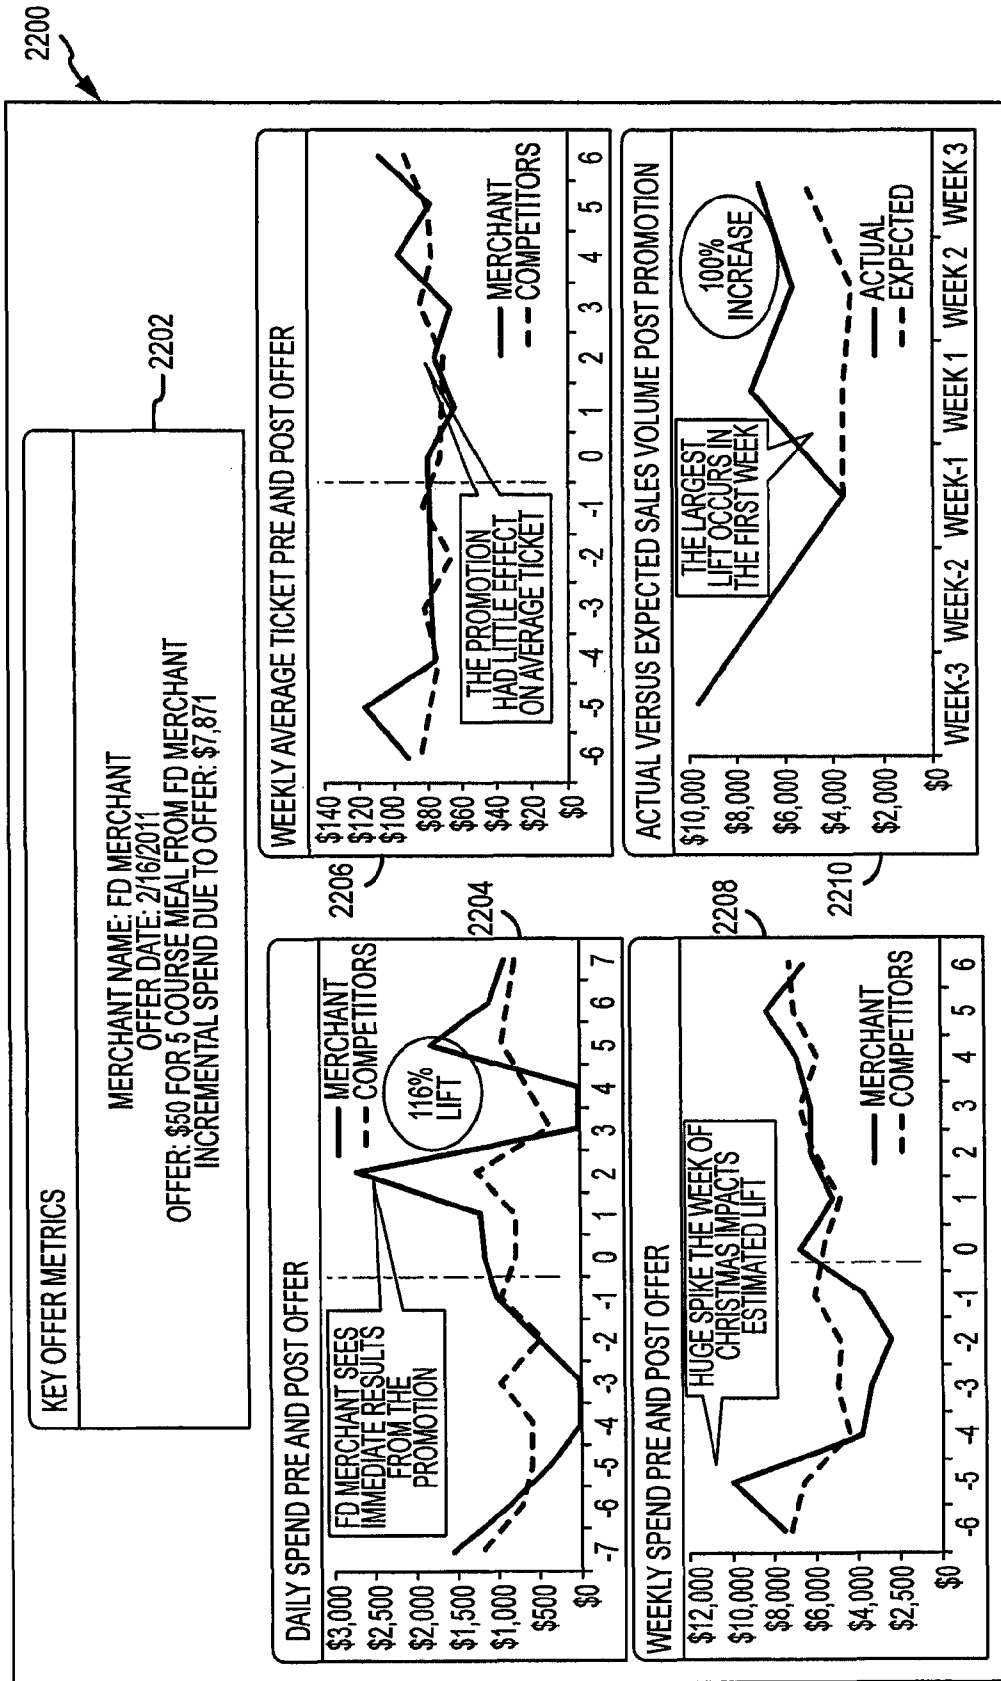 2200
KEY OFFER METRICS
MERCHANT NAME: FD MERCHANT
OFFER DATE: 2/16/2011
OFFER: $50 FOR 5 COURSE MEAL FROM FD MERCHANT
INCREMENTAL SPEND DUE TO OFFER: $7,871
2202
DAILY SPEND PRE AND POST OFFER
$3,000
$2,500
$2,000
$1,500
$1,000
$500
$0
FD MERCHANT SEES
IMMEDIATE RESULTS
FROM THE
PROMOTION
MERCHANT
COMPETITORS
116%
LIFT
-7 -6 -5 -4 -3 -2 -1 0 1 2 3 4 5 6 7
2204
WEEKLY AVERAGE TICKET PRE AND POST OFFER
$140
$120
$100
$80
$60
$40
$20
$0
THE PROMOTION
HAD LITTLE EFFECT
ON AVERAGE TICKET
MERCHANT
COMPETITORS
-6 -5 -4 -3 -2 -1 0 1 2 3 4 5 6
2206
WEEKLY SPEND PRE AND POST OFFER
$12,000
$10,000
$8,000
$6,000
$4,000
$2,500
$0
HUGE SPIKE THE WEEK OF
CHRISTMAS IMPACTS
ESTIMATED LIFT
MERCHANT
COMPETITORS
-6 -5 -4 -3 -2 -1 0 1 2 3 4 5 6
2208
ACTUAL VERSUS EXPECTED SALES VOLUME POST PROMOTION
$10,000
$8,000
$6,000
$4,000
$2,000
$0
THE LARGEST
LIFT OCCURS IN
THE FIRST WEEK
100%
INCREASE
ACTUAL
EXPECTED
WEEK-3 WEEK-2 WEEK-1 WEEK 1 WEEK 2 WEEK 3
2210